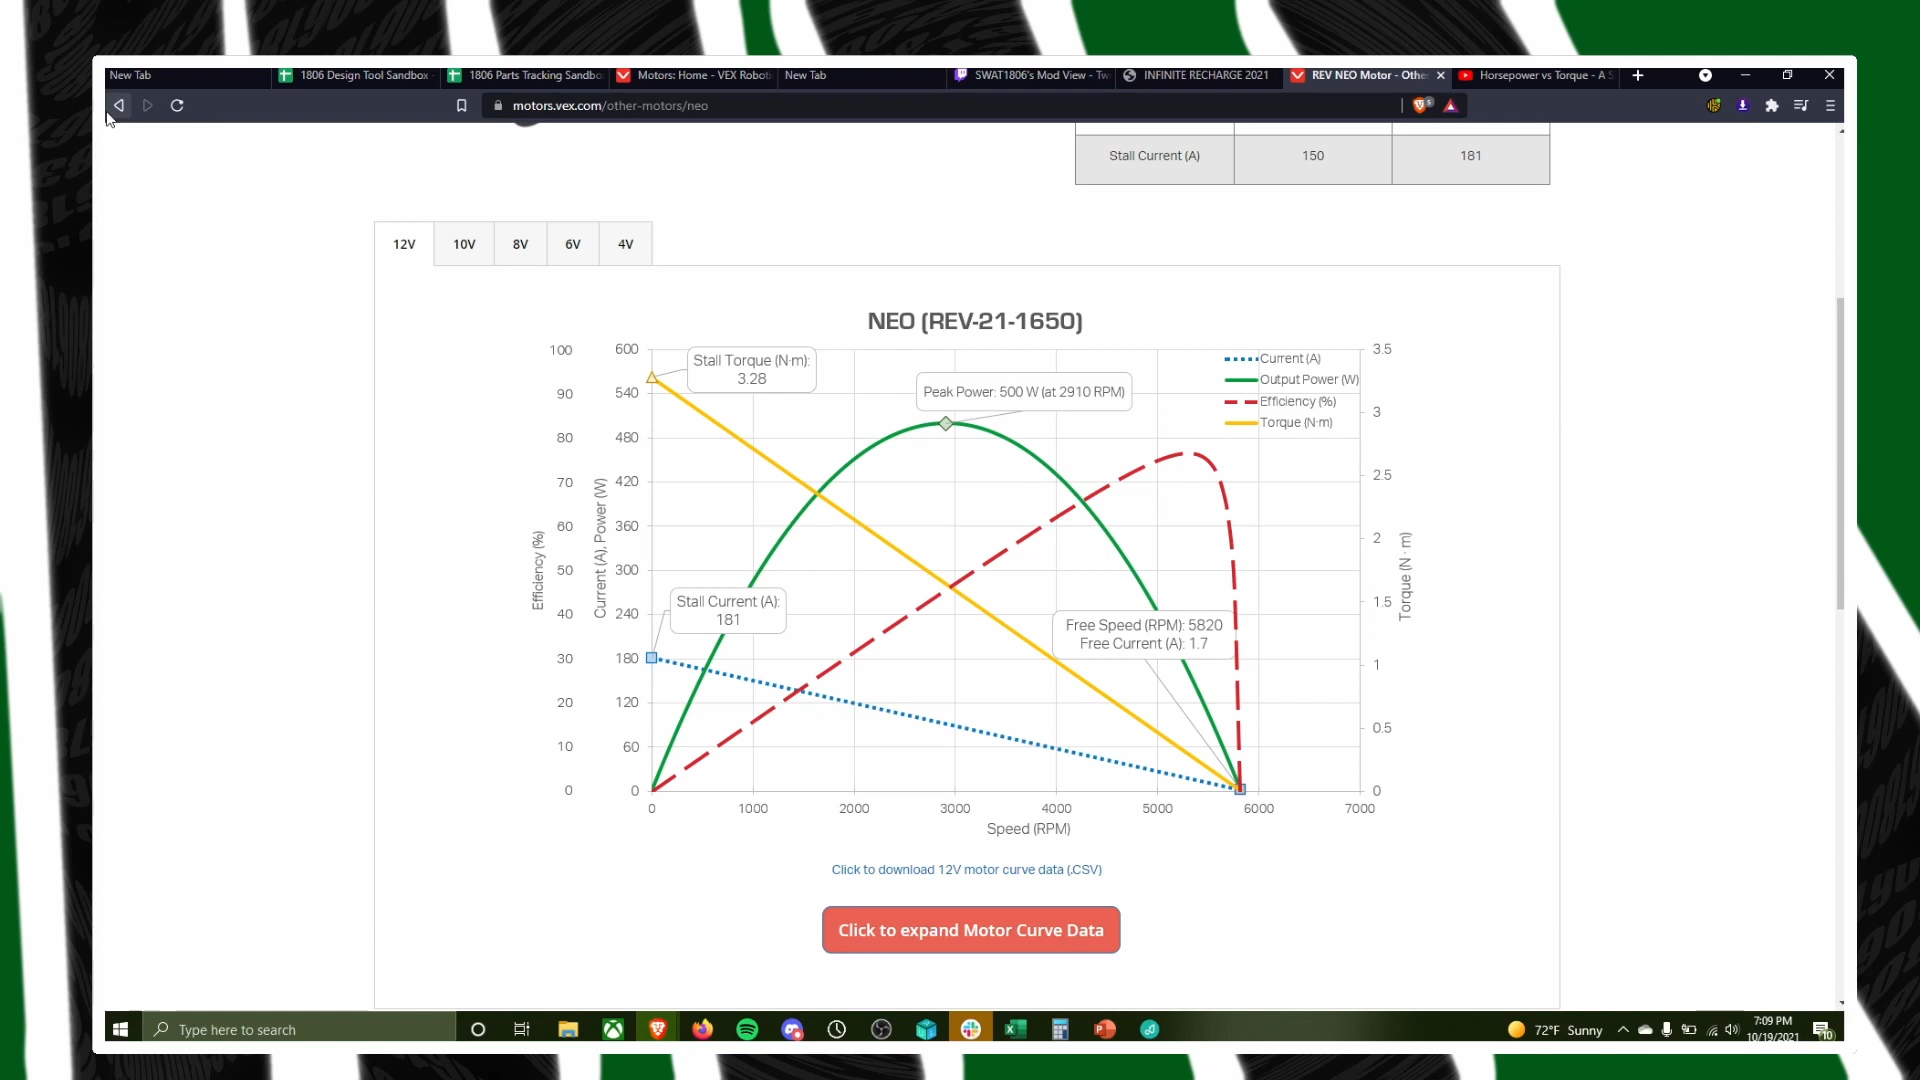 New Tab
1806 Design Tool Sandbox
1806 Parts Tracking Sandbo
Motors: Home - VEX Roboti
New Tab
SWAT1806's Mod View - Tw
INFINITE RECHARGE 2021
REV NEO Motor - Othe
Horsepower vs Torque - A S
motors.vex.com/other-motors/neo
Stall Current (A) 150 181
12V 10V 8V 6V 4V
NEO (REV-21-1650)
100 600 3.5
Stall Torque (N·m):
3.28
Current (A)
Output Power (W)
Efficiency (%)
Torque (N·m)
Peak Power: 500 W (at 2910 RPM)
90 540 3
80 480
70 420 2.5
60 360 2
50 300
40 240 1.5
30 180 1
20 120
10 60 0.5
0 0 0
Efficiency (%)
Current (A), Power (W)
Torque (N · m)
Stall Current (A):
181
Free Speed (RPM): 5820
Free Current (A): 1.7
0 1000 2000 3000 4000 5000 6000 7000
Speed (RPM)
Click to download 12V motor curve data (.CSV)
Click to expand Motor Curve Data
Type here to search
72°F Sunny
7:09 PM
10/19/2021
10